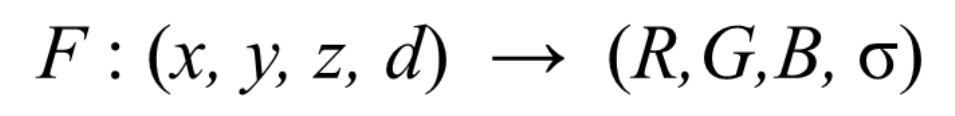 F : (x, y, z, d) → (R,G,B, σ)